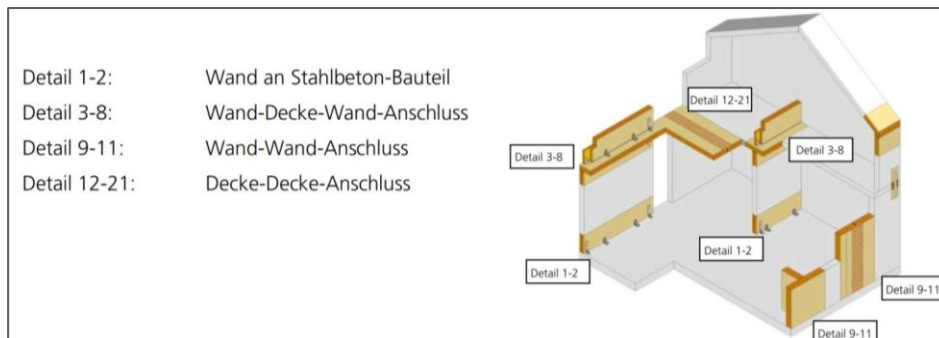 Detail 1-2: Wand an Stahlbeton-Bauteil
Detail 3-8: Wand-Decke-Wand-Anschluss
Detail 9-11: Wand-Wand-Anschluss
Detail 12-21: Decke-Decke-Anschluss
Detail 12-21
Detail 3-8
Detail 3-8
Detail 1-2
Detail 1-2
Detail 9-11
Detail 9-11